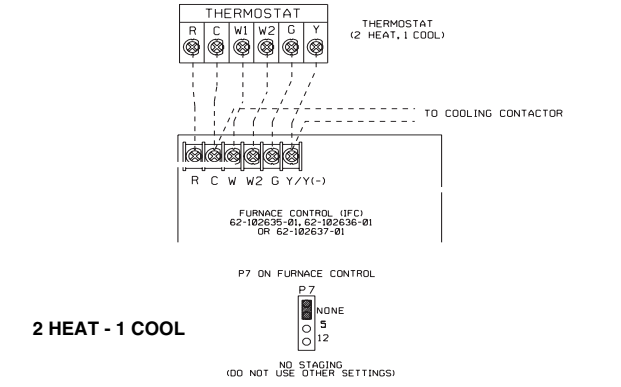 THERMOSTAT
R C W1 W2 G Y
THERMOSTAT
(2 HEAT, 1 COOL)
TO COOLING CONTACTOR
R C W W2 G Y/Y(-)
FURNACE CONTROL (IFC)
62-102635-01, 62-102636-01
OR 62-102637-01
P7 ON FURNACE CONTROL
P7
NONE
5
12
2 HEAT - 1 COOL
NO STAGING
(DO NOT USE OTHER SETTINGS)